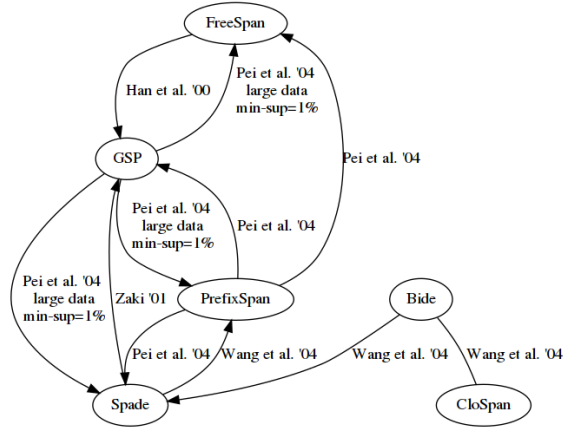 FreeSpan
Han et al. '00
Pei et al. '04
large data
min-sup=1%
Pei et al. '04
GSP
Pei et al. '04
large data
min-sup=1%
Pei et al. '04
Pei et al. '04
large data
min-sup=1%
Zaki '01
PrefixSpan
Bide
Pei et al. '04
Wang et al. '04
Wang et al. '04
Wang et al. '04
Spade
CloSpan